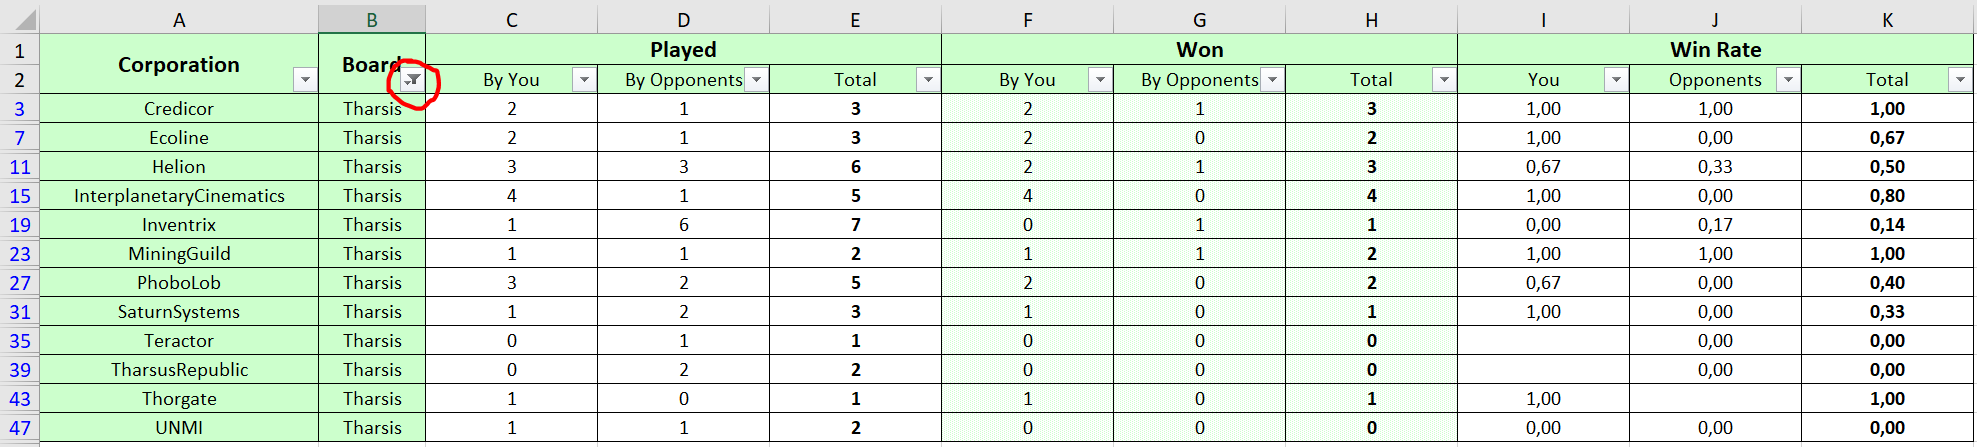 A B C D E F G H I J K
1 Corporation Board Played Won Win Rate
2 By You By Opponents Total By You By Opponents Total You Opponents Total
3 Credicor Tharsis 2 1 3 2 1 3 1,00 1,00 1,00
7 Ecoline Tharsis 2 1 3 2 0 2 1,00 0,00 0,67
11 Helion Tharsis 3 3 6 2 1 3 0,67 0,33 0,50
15 InterplanetaryCinematics Tharsis 4 1 5 4 0 4 1,00 0,00 0,80
19 Inventrix Tharsis 1 6 7 0 1 1 0,00 0,17 0,14
23 MiningGuild Tharsis 1 1 2 1 1 2 1,00 1,00 1,00
27 PhoboLob Tharsis 3 2 5 2 0 2 0,67 0,00 0,40
31 SaturnSystems Tharsis 1 2 3 1 0 1 1,00 0,00 0,33
35 Teractor Tharsis 0 1 1 0 0 0 0,00 0,00
39 TharsusRepublic Tharsis 0 2 2 0 0 0 0,00 0,00
43 Thorgate Tharsis 1 0 1 1 0 1 1,00 1,00
47 UNMI Tharsis 1 1 2 0 0 0 0,00 0,00 0,00